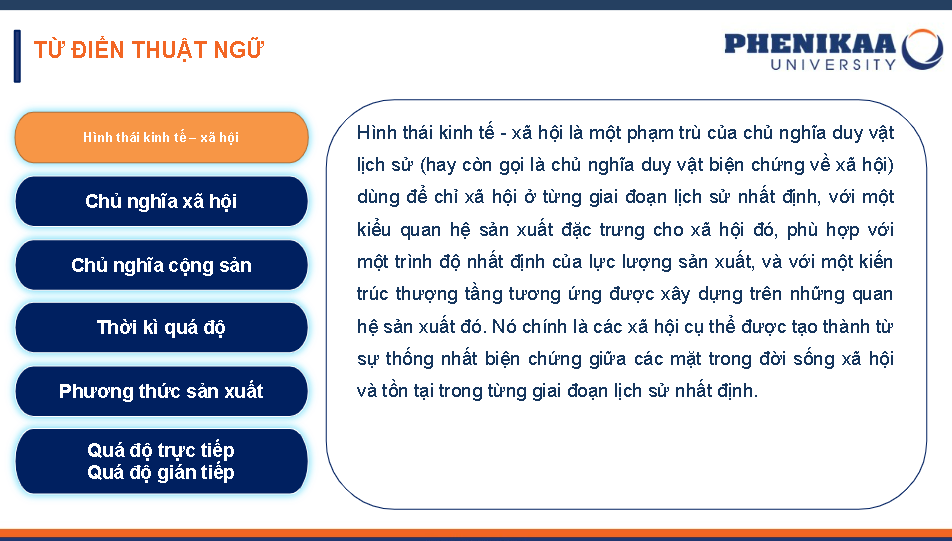 TỪ ĐIỂN THUẬT NGỮ
PHENIKAA
UNIVERSITY
Hình thái kinh tế – xã hội
Chủ nghĩa xã hội
Chủ nghĩa cộng sản
Thời kì quá độ
Phương thức sản xuất
Quá độ trực tiếp
Quá độ gián tiếp
Hình thái kinh tế - xã hội là một phạm trù của chủ nghĩa duy vật
lịch sử (hay còn gọi là chủ nghĩa duy vật biện chứng về xã hội)
dùng để chỉ xã hội ở từng giai đoạn lịch sử nhất định, với một
kiểu quan hệ sản xuất đặc trưng cho xã hội đó, phù hợp với
một trình độ nhất định của lực lượng sản xuất, và với một kiến
trúc thượng tầng tương ứng được xây dựng trên những quan
hệ sản xuất đó. Nó chính là các xã hội cụ thể được tạo thành từ
sự thống nhất biện chứng giữa các mặt trong đời sống xã hội
và tồn tại trong từng giai đoạn lịch sử nhất định.